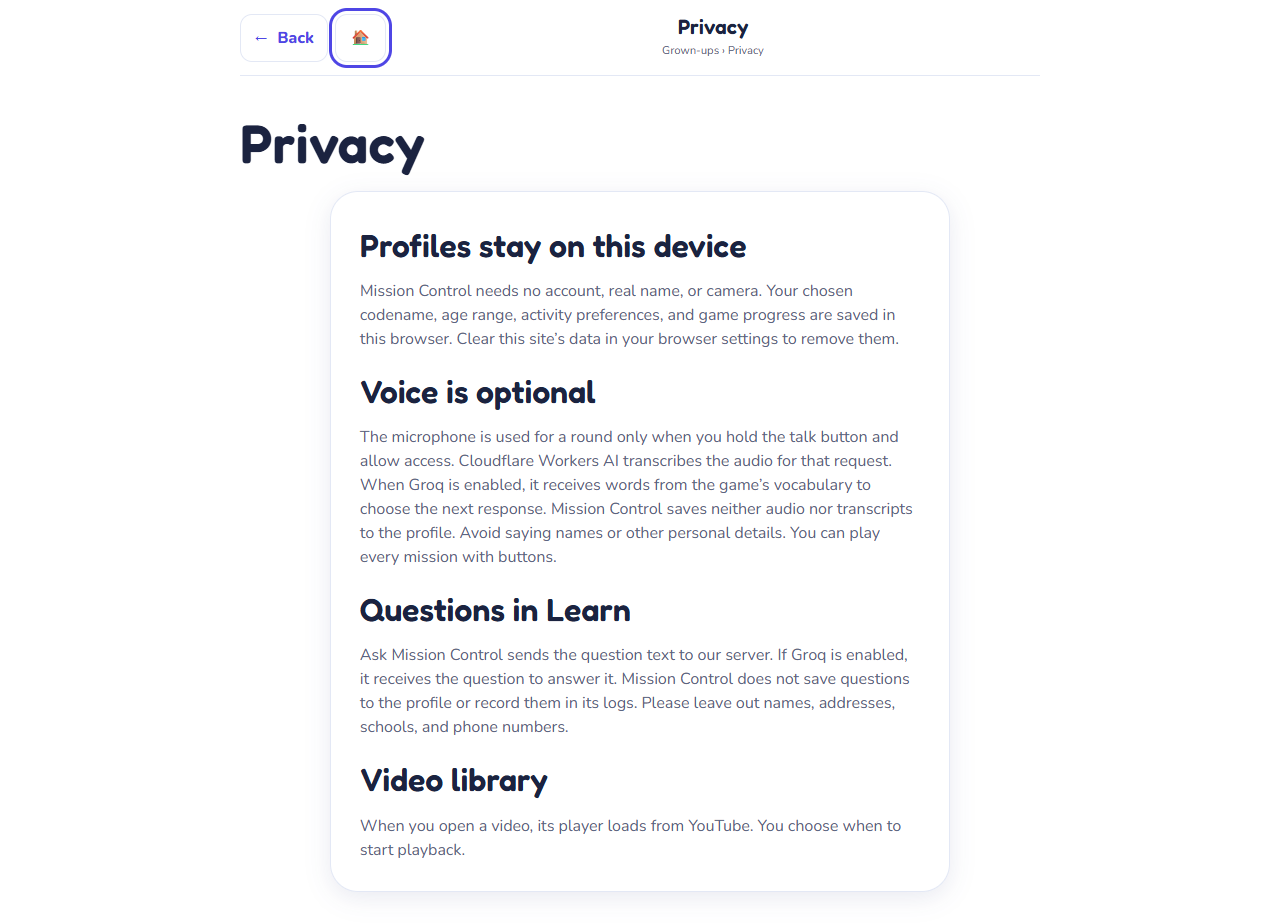 ← Back
Privacy
Grown-ups › Privacy
Privacy
Profiles stay on this device
Mission Control needs no account, real name, or camera. Your chosen
codename, age range, activity preferences, and game progress are saved in
this browser. Clear this site’s data in your browser settings to remove them.
Voice is optional
The microphone is used for a round only when you hold the talk button and
allow access. Cloudflare Workers AI transcribes the audio for that request.
When Groq is enabled, it receives words from the game’s vocabulary to
choose the next response. Mission Control saves neither audio nor transcripts
to the profile. Avoid saying names or other personal details. You can play
every mission with buttons.
Questions in Learn
Ask Mission Control sends the question text to our server. If Groq is enabled,
it receives the question to answer it. Mission Control does not save questions
to the profile or record them in its logs. Please leave out names, addresses,
schools, and phone numbers.
Video library
When you open a video, its player loads from YouTube. You choose when to
start playback.